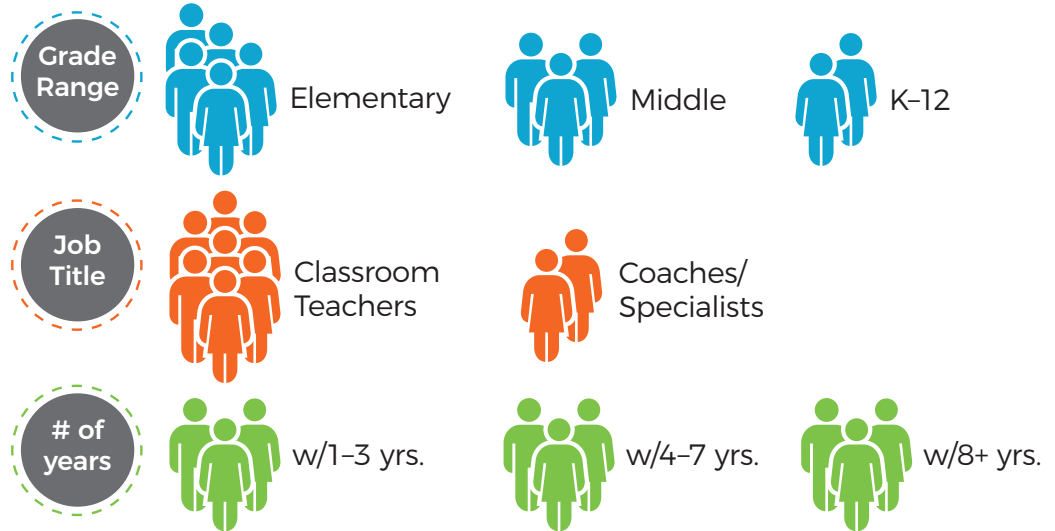 Grade
Range
Elementary
Middle
K–12
Job
Title
Classroom
Teachers
Coaches/
Specialists
# of
years
w/1–3 yrs.
w/4–7 yrs.
w/8+ yrs.